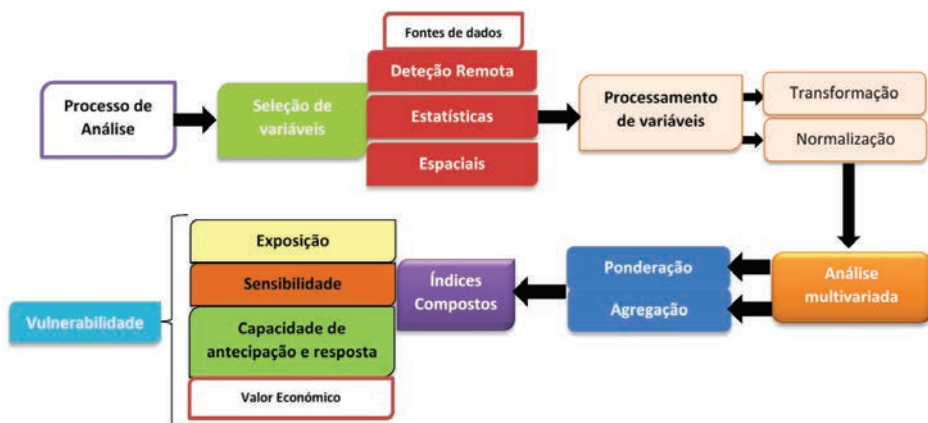 Fontes de dados
Processo de
Análise
Seleção de
variáveis
Deteção Remota
Estatísticas
Espaciais
Processamento
de variáveis
Transformação
Normalização
Análise
multivariada
Ponderação
Agregação
Índices
Compostos
Exposição
Sensibilidade
Capacidade de
antecipação e resposta
Valor Económico
Vulnerabilidade